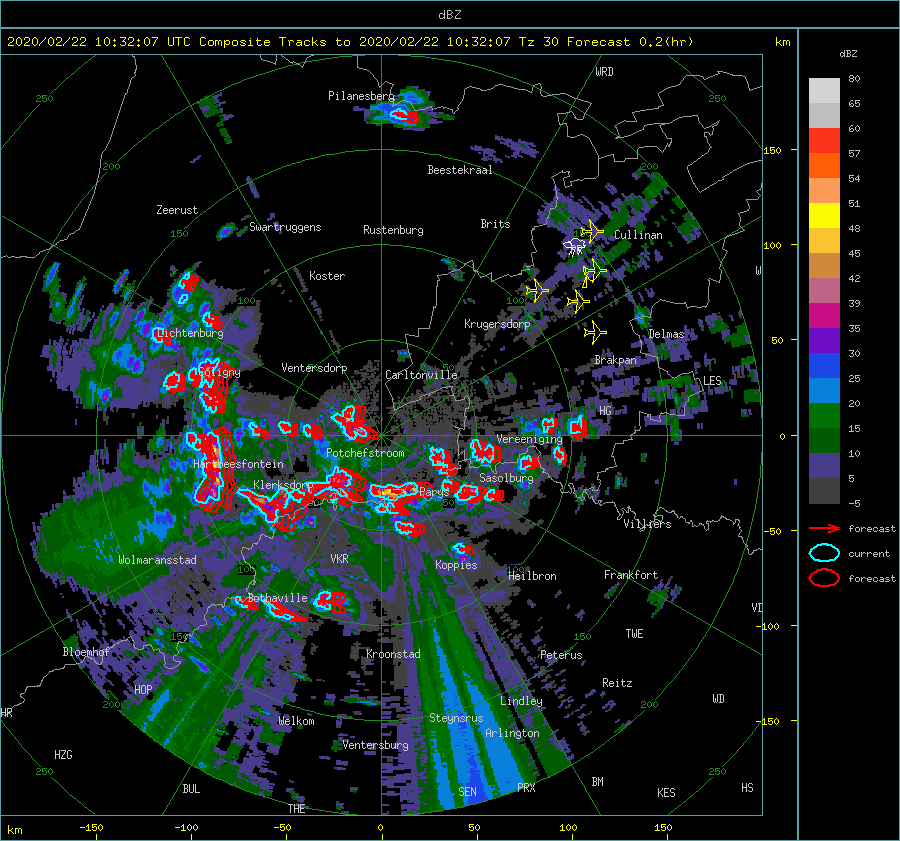 dBZ
2020/02/22 10:32:07 UTC Composite Tracks to 2020/02/22 10:32:07 Tz 30 Forecast 0.2(hr)
km
dBZ
WRD
250
Pilanesberg
250
80
65
60
57
54
51
48
45
42
39
35
30
25
20
15
10
5
-5
150
200
Beestekraal
200
Zeerust
150
Swartruggens
Rustenburg
Brits
Cullinan
100
W
Koster
100
100
Krugersdorp
Lichtenburg
Delmas
50
Brakpan
Coligny
Ventersdorp
Carltonville
LES
HG
0
Vereeniging
Potchefstroom
Hartbeesfontein
Sasolburg
Klerksdorp
Parys
50
Villiers
-50
forecast
current
forecast
VKR
Wolmaransstad
Koppies
100
100
Heilbron
Frankfort
Bothaville
VI
-100
150
150
TWE
Bloemhof
Kroonstad
Peterus
Reitz
HOP
WD
200
Lindley
200
HR
Welkom
Steynsrus
-150
Arlington
Ventersburg
HZG
250
250
BUL
SEN
PRX
BM
KES
HS
THE
km
-150
-100
-50
0
50
100
150